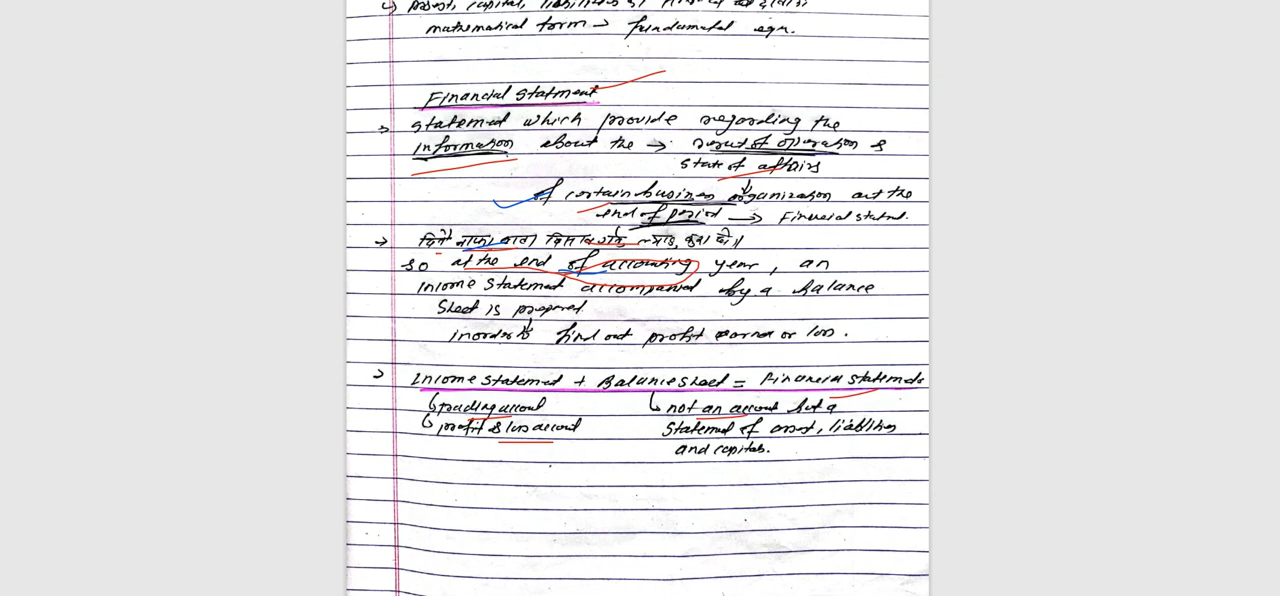 mathematical form → fundamental eqn.
Financial Statment
→ statement which provide regarding the
information about the → result of operation &
State of affairs
of certain business organization at the
end of period → Financial statmt.
→
so at the end of accounting year, an
Income Statement accompanied by a balance
Sheet is prepared.
inorder to find out profit earned or loss.
→ Income statement + Balance sheet = Financial statements
↳ trading account ↳ not an account but a
↳ profit & loss account Statement of asset, liablities
and capital.